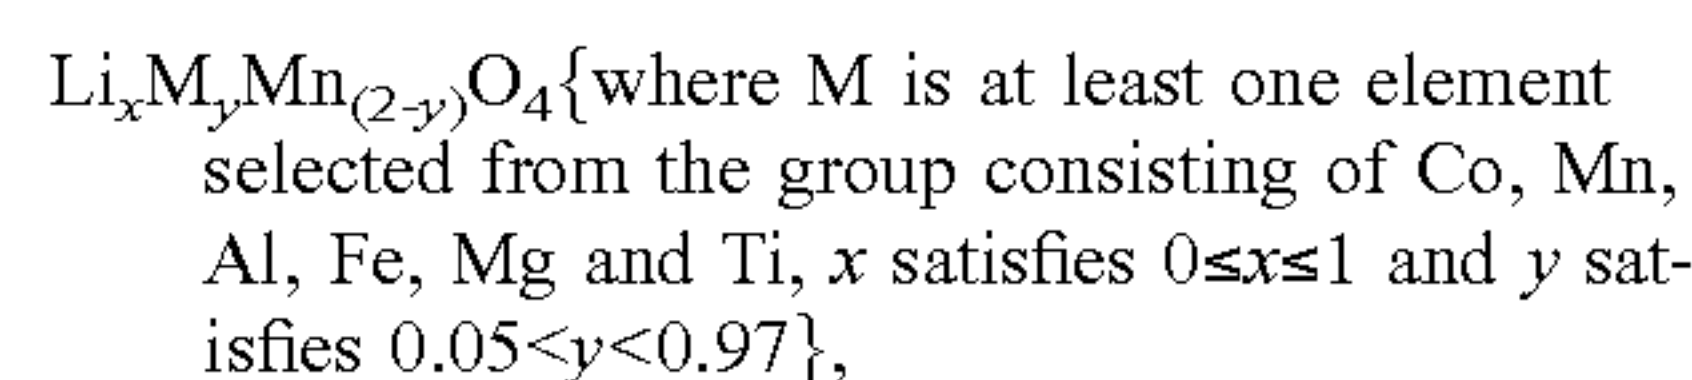 LiₓMᵧMn₍₂₋ᵧ₎O₄{where M is at least one element
selected from the group consisting of Co, Mn,
Al, Fe, Mg and Ti, x satisfies 0≤x≤1 and y sat-
isfies 0.05<y<0.97},